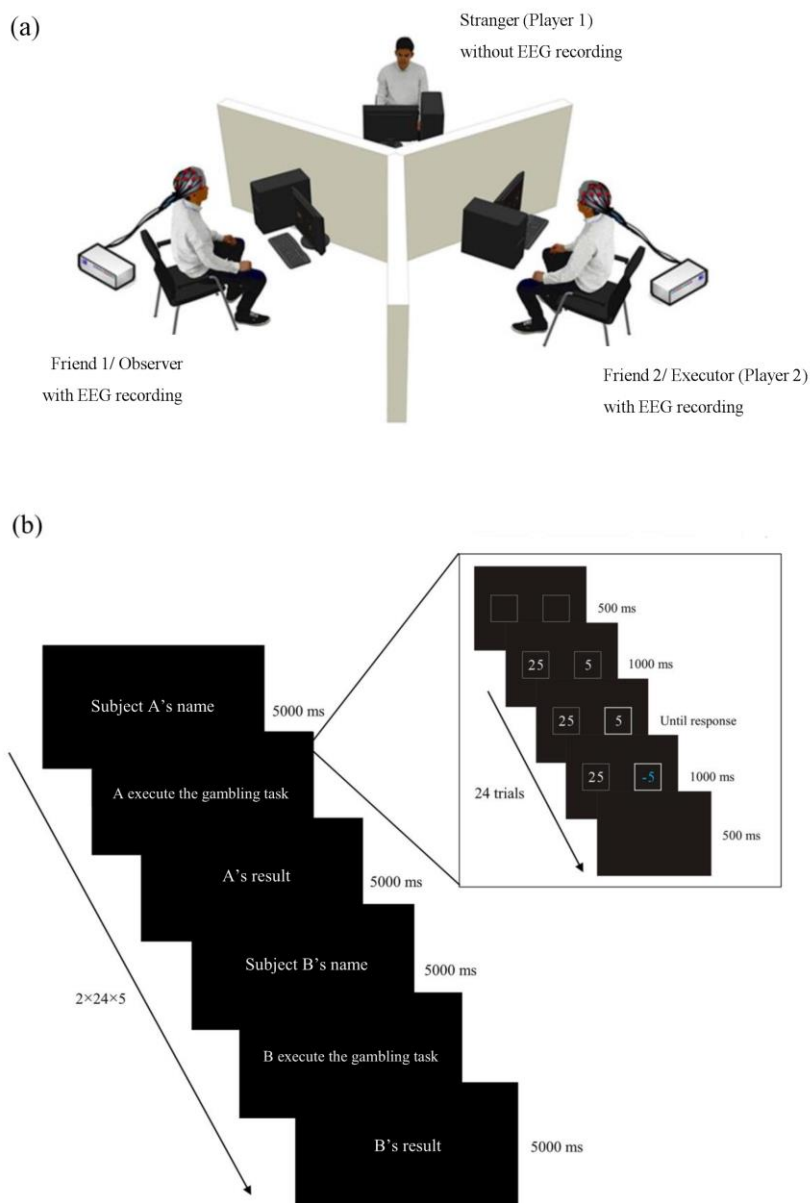 (a)
Stranger (Player 1)
without EEG recording
Friend 1/ Observer
with EEG recording
Friend 2/ Executor (Player 2)
with EEG recording
(b)
Subject A's name
5000 ms
A execute the gambling task
A's result
5000 ms
Subject B's name
5000 ms
B execute the gambling task
B's result
5000 ms
2×24×5
500 ms
25 5
1000 ms
25 5
Until response
25 -5
1000 ms
500 ms
24 trials